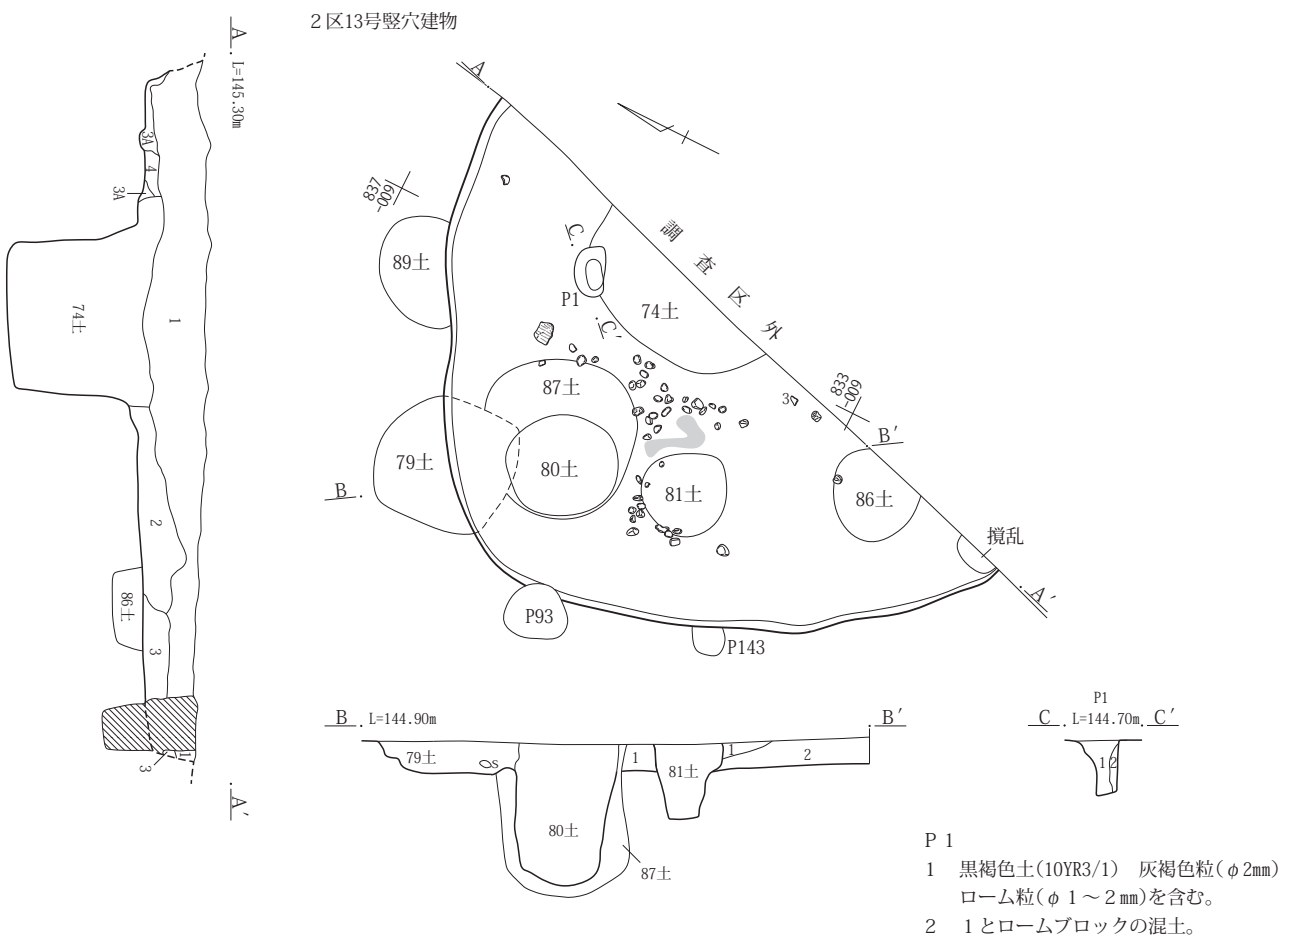 2区13号竪穴建物
A
L=145.30m
3A
4
3A
74土
1
2
86土
3
1
3
A′
A
837
-009
89土
C
P1
C′
調査区外
74土
87土
79土
80土
81土
3
833
-009
B′
B
86土
撹乱
A′
P93
P143
B L=144.90m B′
79土
S
1
81土
1
2
80土
87土
P1
C L=144.70m C′
1 2
P 1
1 黒褐色土(10YR3/1) 灰褐色粒(φ2mm)
ローム粒(φ1~2mm)を含む。
2 1とロームブロックの混土。